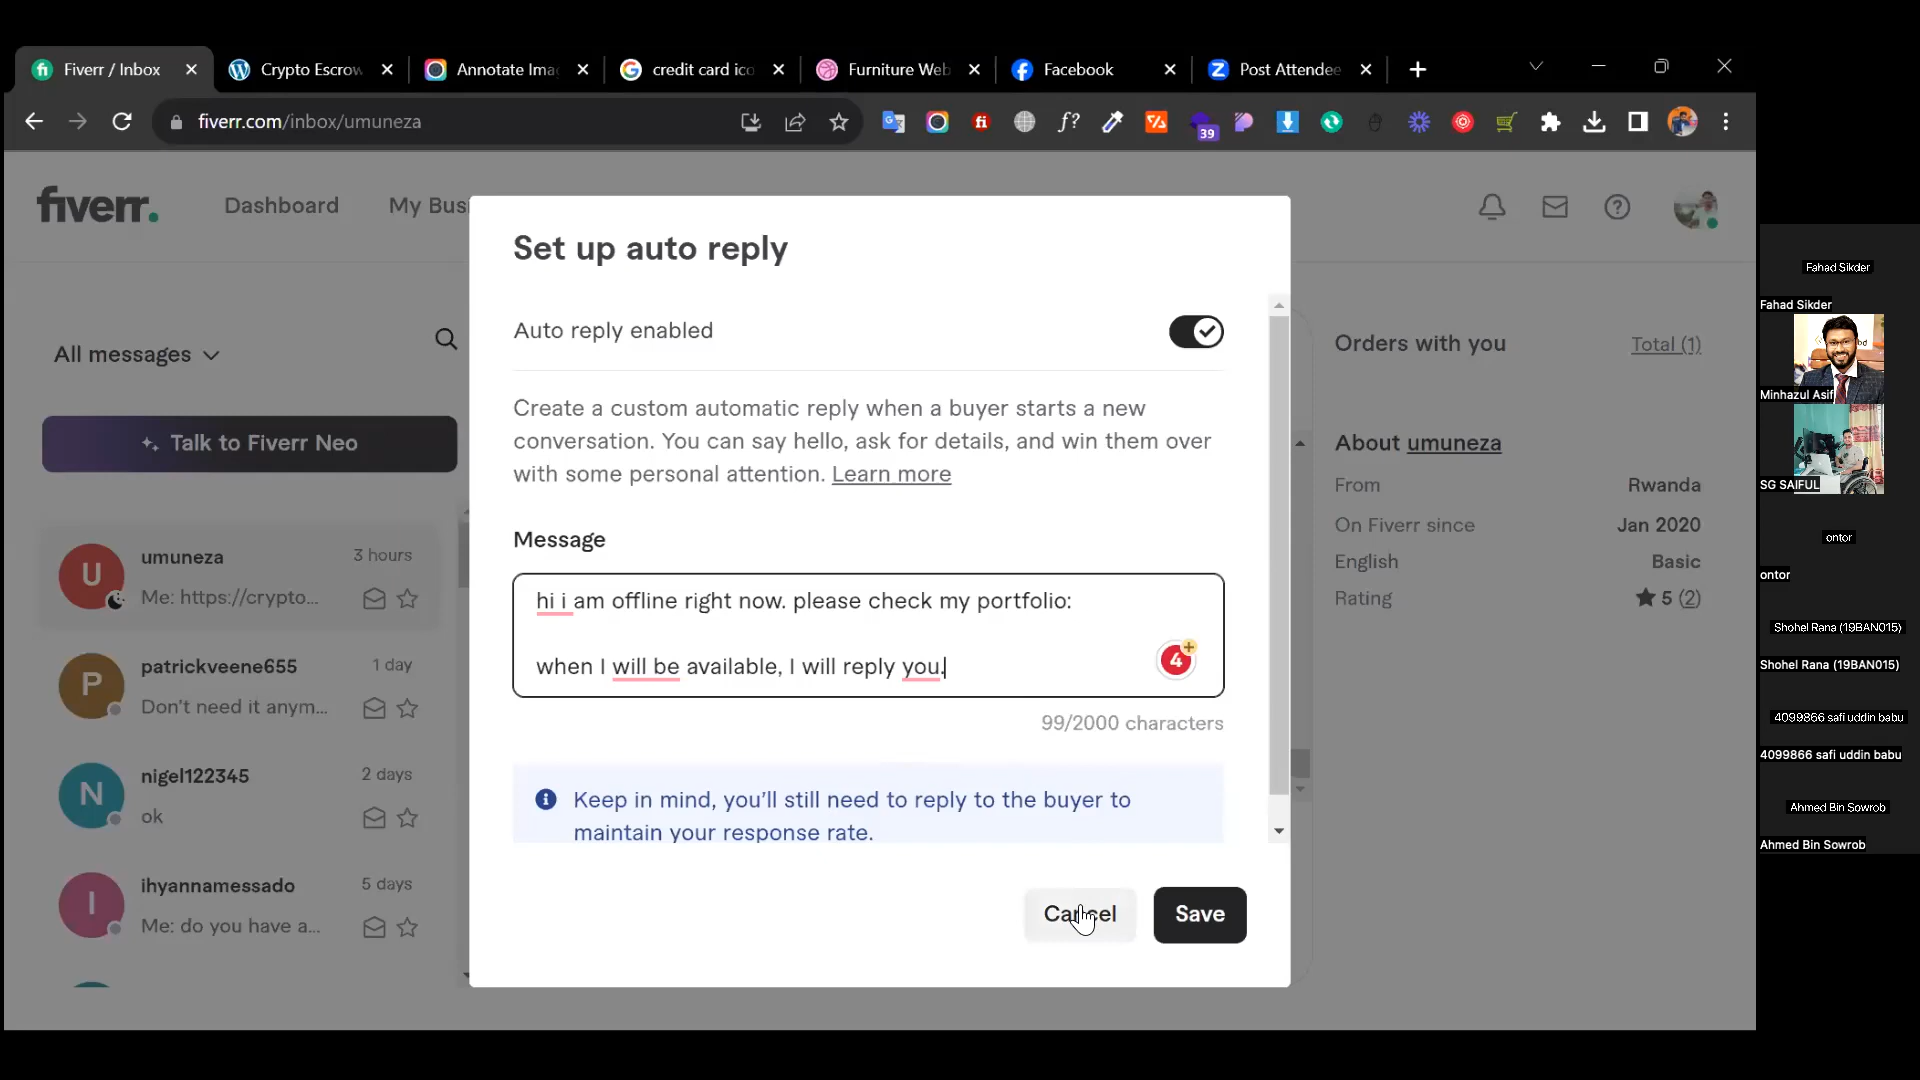 Fiverr / Inbox
Crypto Escrow
Annotate Ima
credit card ico
Furniture Web
Facebook
Post Attendee
fiverr.com/inbox/umuneza
39
fiverr.
Dashboard
My Busi
Set up auto reply
Auto reply enabled
Create a custom automatic reply when a buyer starts a new
conversation. You can say hello, ask for details, and win them over
with some personal attention. Learn more
Message
hi i am offline right now. please check my portfolio:
when I will be available, I will reply you.
4
99/2000 characters
Keep in mind, you'll still need to reply to the buyer to
maintain your response rate.
Cancel
Save
All messages
Talk to Fiverr Neo
U
umuneza
3 hours
Me: https://crypto...
P
patrickveene655
1 day
Don't need it anym...
N
nigel122345
2 days
ok
I
ihyannamessado
5 days
Me: do you have a...
Orders with you
Total (1)
About umuneza
From
Rwanda
On Fiverr since
Jan 2020
English
Basic
Rating
5 (2)
Fahad Sikder
Fahad Sikder
Minhazul Asif
SG SAIFUL
ontor
ontor
Shohel Rana (19BAN015)
Shohel Rana (19BAN015)
4099866 safi uddin babu
4099866 safi uddin babu
Ahmed Bin Sowrob
Ahmed Bin Sowrob